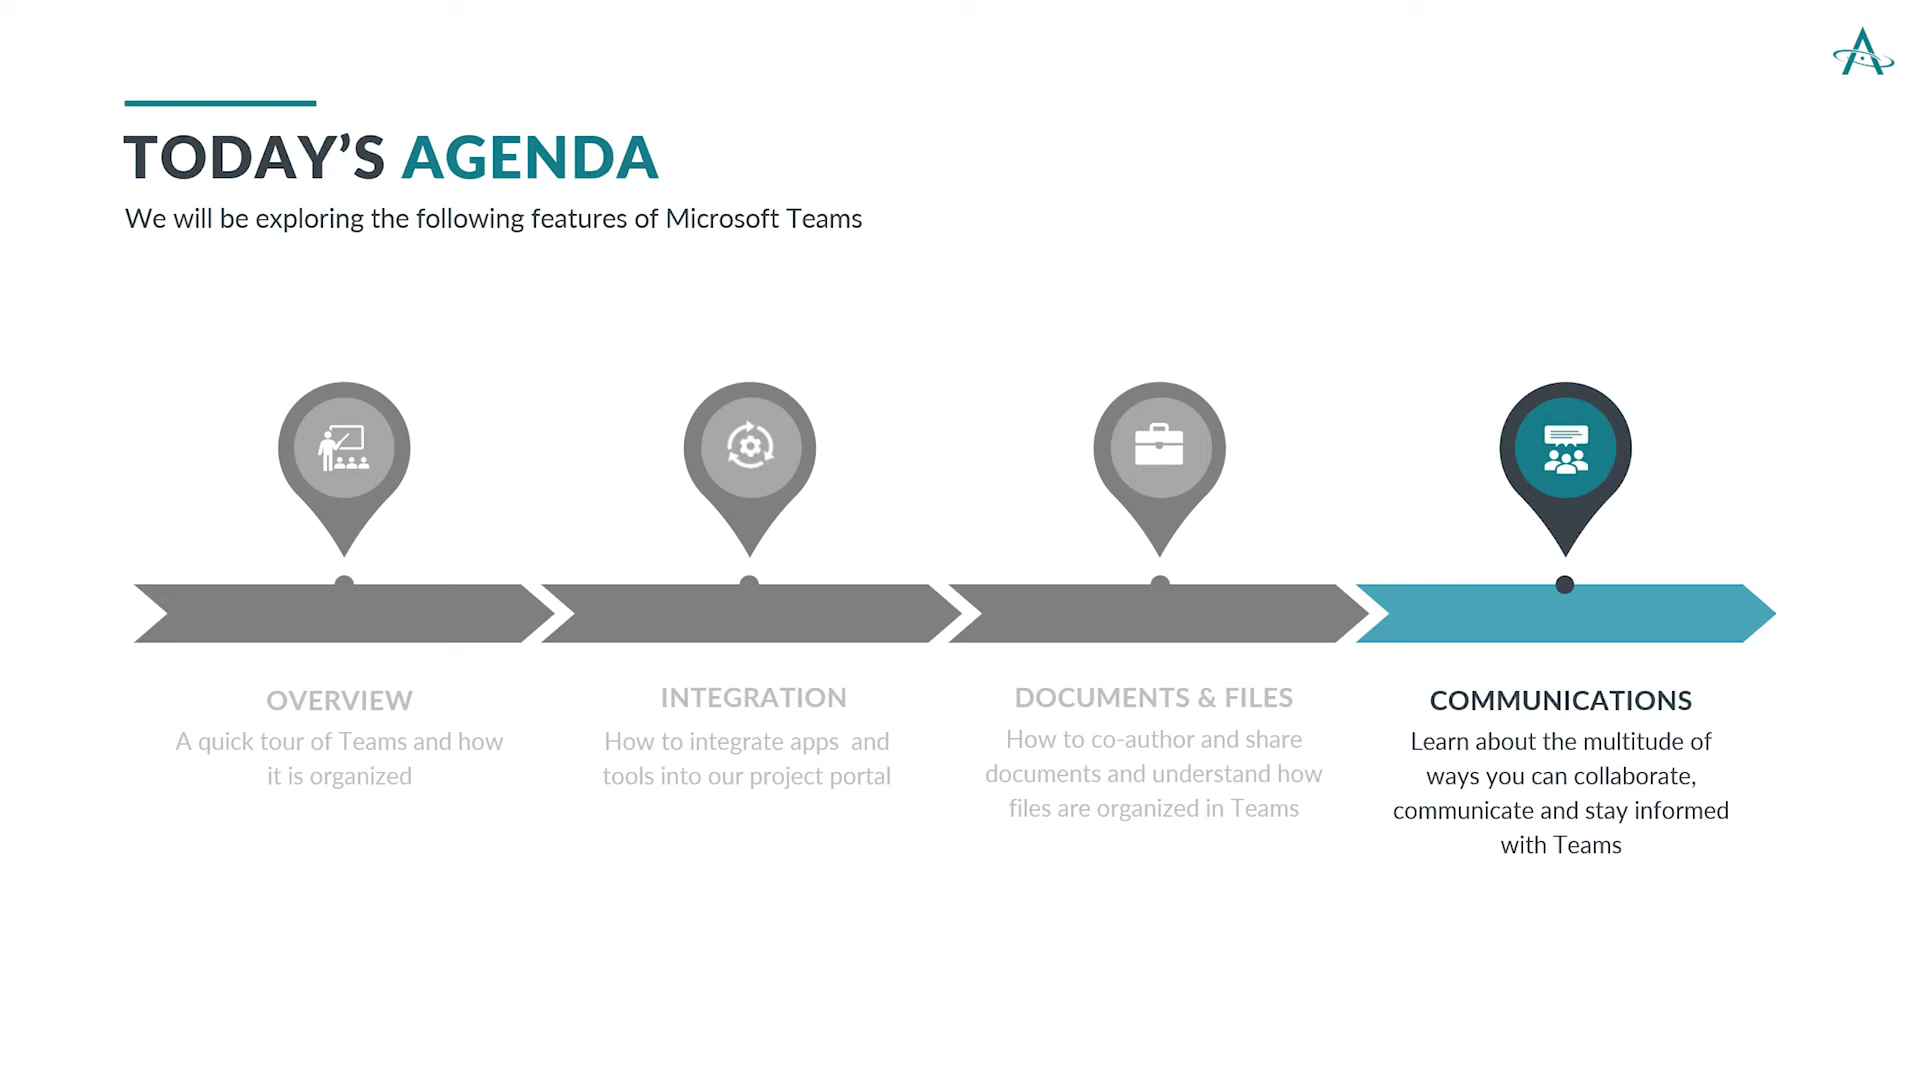 TODAY’S AGENDA
We will be exploring the following features of Microsoft Teams
OVERVIEW
A quick tour of Teams and how
it is organized
INTEGRATION
How to integrate apps  and
tools into our project portal
DOCUMENTS & FILES
How to co-author and share
documents and understand how
files are organized in Teams
COMMUNICATIONS
Learn about the multitude of
ways you can collaborate,
communicate and stay informed
with Teams